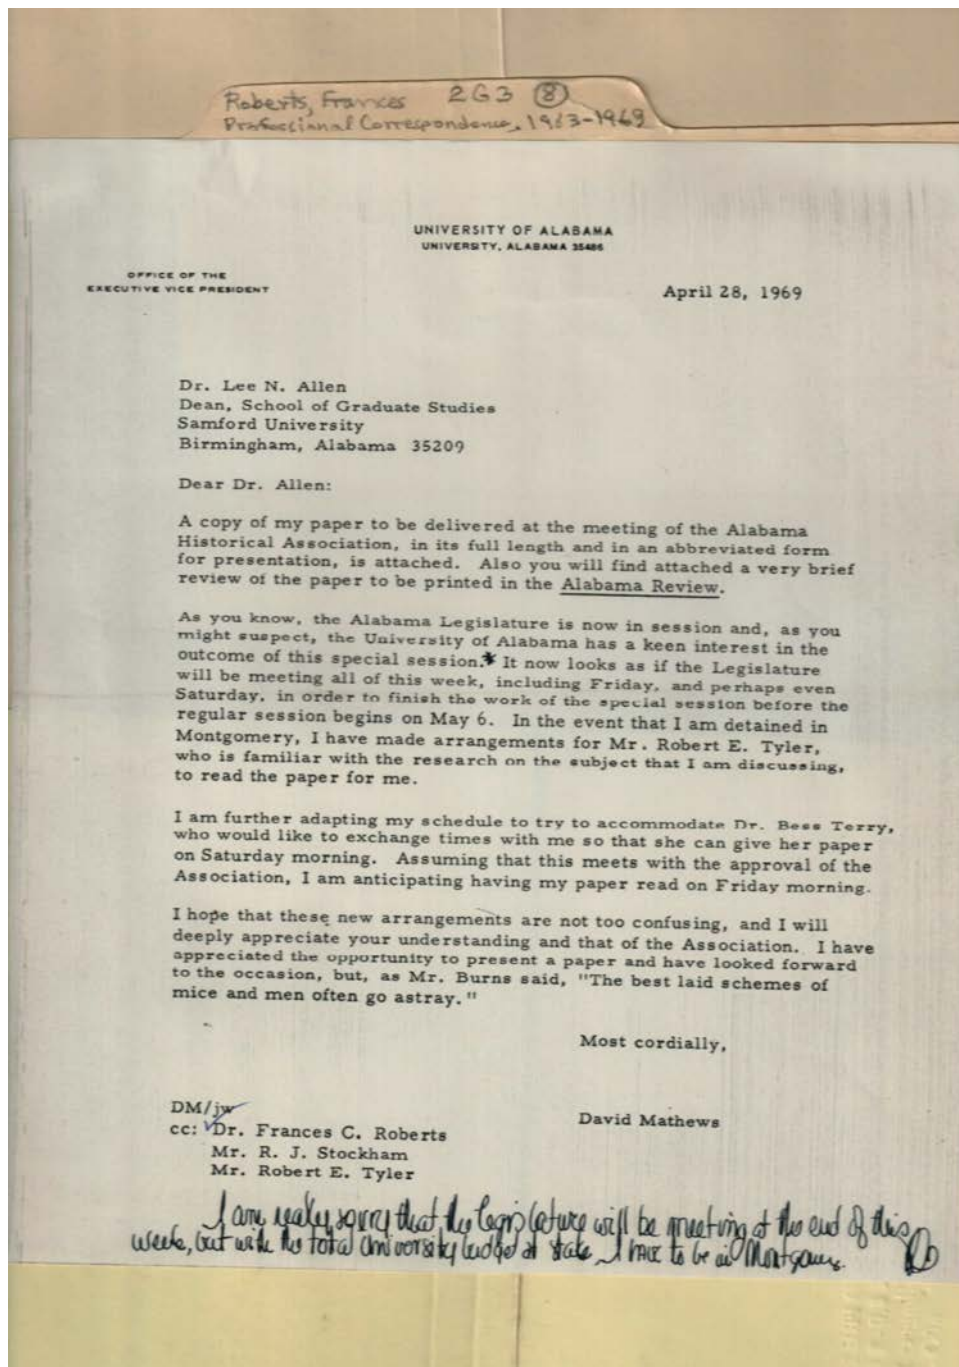 Roberts, Frances 2G3 (8)
Professional Correspondence, 1963-1969
UNIVERSITY OF ALABAMA
UNIVERSITY, ALABAMA 35486
OFFICE OF THE
EXECUTIVE VICE PRESIDENT
April 28, 1969
Dr. Lee N. Allen
Dean, School of Graduate Studies
Samford University
Birmingham, Alabama 35209
Dear Dr. Allen:
A copy of my paper to be delivered at the meeting of the Alabama
Historical Association, in its full length and in an abbreviated form
for presentation, is attached. Also you will find attached a very brief
review of the paper to be printed in the Alabama Review.
As you know, the Alabama Legislature is now in session and, as you
might suspect, the University of Alabama has a keen interest in the
outcome of this special session.* It now looks as if the Legislature
will be meeting all of this week, including Friday, and perhaps even
Saturday, in order to finish the work of the special session before the
regular session begins on May 6. In the event that I am detained in
Montgomery, I have made arrangements for Mr. Robert E. Tyler,
who is familiar with the research on the subject that I am discussing,
to read the paper for me.
I am further adapting my schedule to try to accommodate Dr. Bess Terry,
who would like to exchange times with me so that she can give her paper
on Saturday morning. Assuming that this meets with the approval of the
Association, I am anticipating having my paper read on Friday morning.
I hope that these new arrangements are not too confusing, and I will
deeply appreciate your understanding and that of the Association. I have
appreciated the opportunity to present a paper and have looked forward
to the occasion, but, as Mr. Burns said, "The best laid schemes of
mice and men often go astray."
Most cordially,
DM/jw
David Mathews
cc: Dr. Frances C. Roberts
Mr. R. J. Stockham
Mr. Robert E. Tyler
I am really sorry that the legislature will be meeting at the end of this
week, but with the total University budget at stake, I have to be in Montgomery.